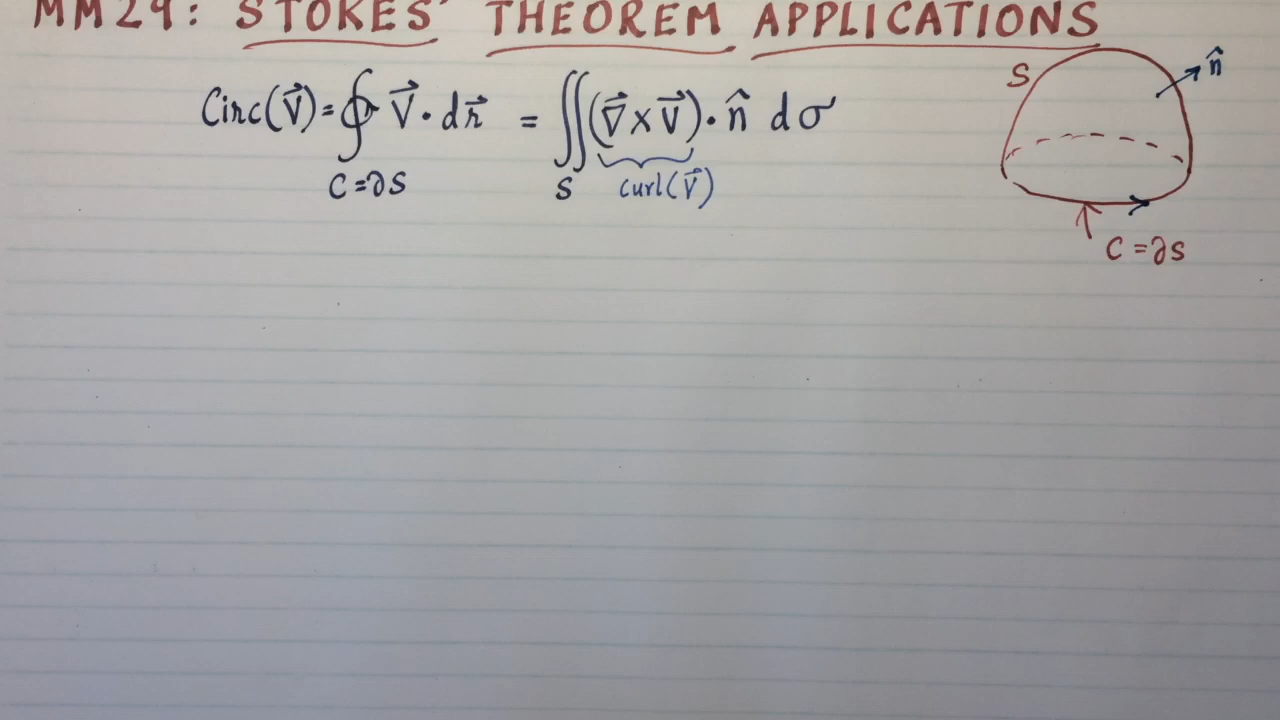 MM29: STOKES' THEOREM APPLICATIONS
Circ(V⃗) = ∮ V⃗ · dr⃗ = ∬ (∇⃗ × V⃗) · n̂ dσ
C = ∂S S curl(V⃗)
S n̂
C = ∂S